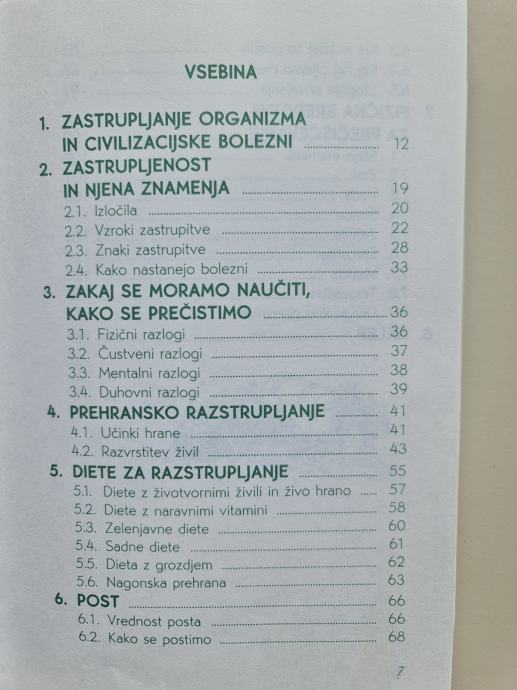 VSEBINA
1. ZASTRUPLJANJE ORGANIZMA
IN CIVILIZACIJSKE BOLEZNI 12
2. ZASTRUPLJENOST
IN NJENA ZNAMENJA 19
2.1. Izločila 20
2.2. Vzroki zastrupitve 22
2.3. Znaki zastrupitve 28
2.4. Kako nastanejo bolezni 33
3. ZAKAJ SE MORAMO NAUČITI,
KAKO SE PREČISTIMO 36
3.1. Fizični razlogi 36
3.2. Čustveni razlogi 37
3.3. Mentalni razlogi 38
3.4. Duhovni razlogi 39
4. PREHRANSKO RAZSTRUPLJANJE 41
4.1. Učinki hrane 41
4.2. Razvrstitev živil 43
5. DIETE ZA RAZSTRUPLJANJE 55
5.1. Diete z životvornimi živili in živo hrano 57
5.2. Diete z naravnimi vitamini 58
5.3. Zelenjavne diete 60
5.4. Sadne diete 61
5.5. Dieta z grozdjem 62
5.6. Nagonska prehrana 63
6. POST 66
6.1. Vrednost posta 66
6.2. Kako se postimo 68
7